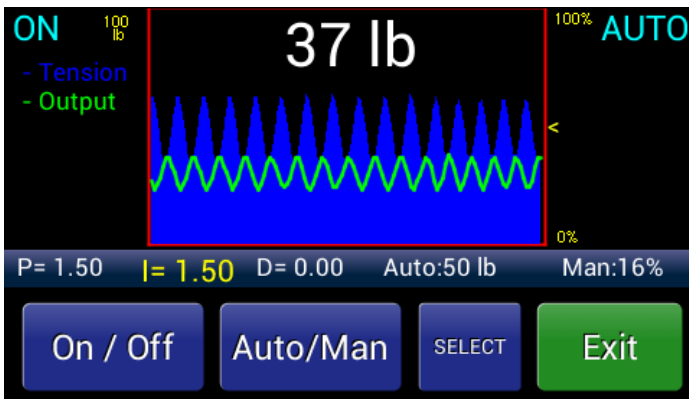 ON
100
lb
37 lb
100%
AUTO
- Tension
- Output
<
0%
P= 1.50
I= 1.50
D= 0.00
Auto:50 lb
Man:16%
On / Off
Auto/Man
SELECT
Exit